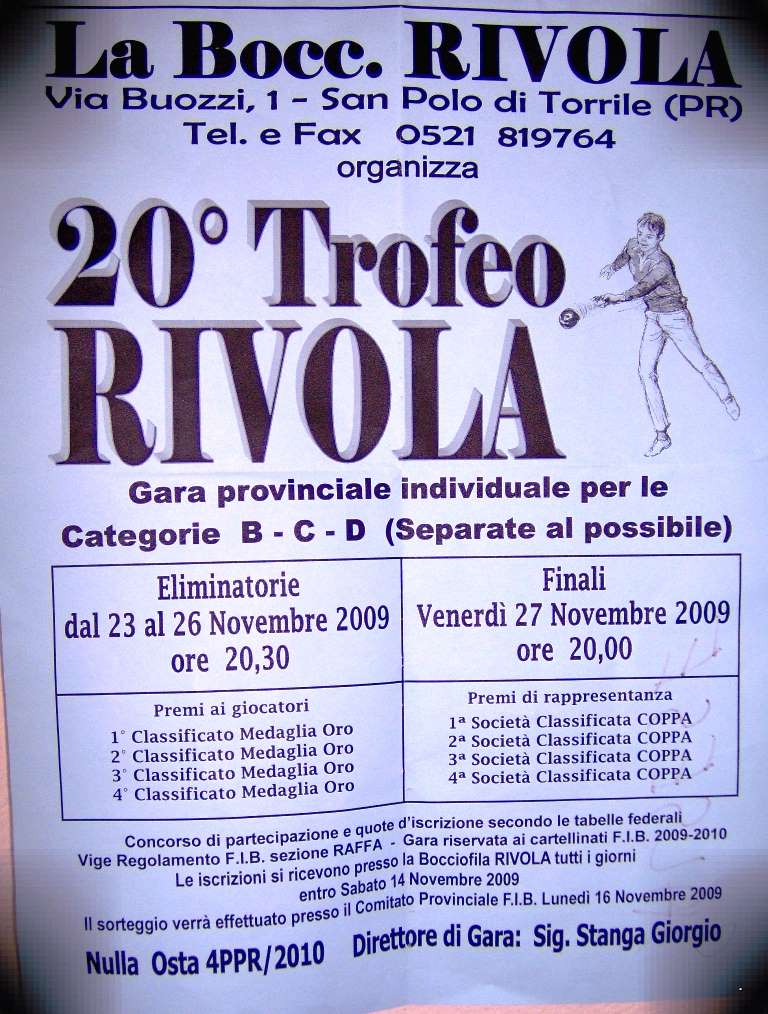 La Bocc. RIVOLA
Via Buozzi, 1 - San Polo di Torrile (PR)
Tel. e Fax 0521 819764
organizza
20° Trofeo
RIVOLA
Gara provinciale individuale per le
Categorie B - C - D (Separate al possibile)
Eliminatorie
dal 23 al 26 Novembre 2009
ore 20,30
Finali
Venerdì 27 Novembre 2009
ore 20,00
Premi ai giocatori
1° Classificato Medaglia Oro
2° Classificato Medaglia Oro
3° Classificato Medaglia Oro
4° Classificato Medaglia Oro
Premi di rappresentanza
1ª Società Classificata COPPA
2ª Società Classificata COPPA
3ª Società Classificata COPPA
4ª Società Classificata COPPA
Concorso di partecipazione e quote d'iscrizione secondo le tabelle federali
Vige Regolamento F.I.B. sezione RAFFA - Gara riservata ai cartellinati F.I.B. 2009-2010
Le iscrizioni si ricevono presso la Bocciofila RIVOLA tutti i giorni
entro Sabato 14 Novembre 2009
Il sorteggio verrà effettuato presso il Comitato Provinciale F.I.B. Lunedì 16 Novembre 2009
Nulla Osta 4PPR/2010 Direttore di Gara: Sig. Stanga Giorgio